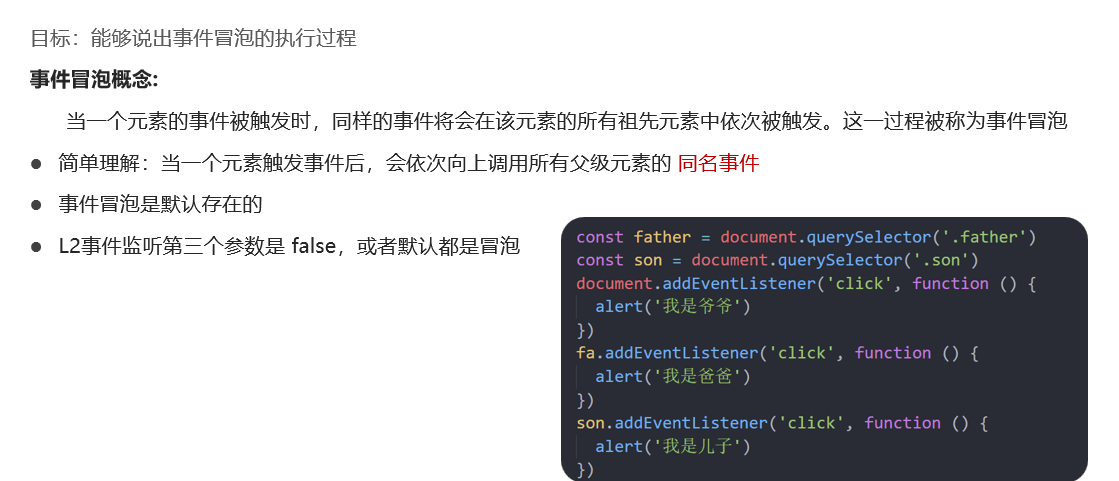 目标：能够说出事件冒泡的执行过程
事件冒泡概念:
当一个元素的事件被触发时，同样的事件将会在该元素的所有祖先元素中依次被触发。这一过程被称为事件冒泡
● 简单理解：当一个元素触发事件后，会依次向上调用所有父级元素的 同名事件
● 事件冒泡是默认存在的
● L2事件监听第三个参数是 false，或者默认都是冒泡
const father = document.querySelector('.father')
const son = document.querySelector('.son')
document.addEventListener('click', function () {
  alert('我是爷爷')
})
fa.addEventListener('click', function () {
  alert('我是爸爸')
})
son.addEventListener('click', function () {
  alert('我是儿子')
})